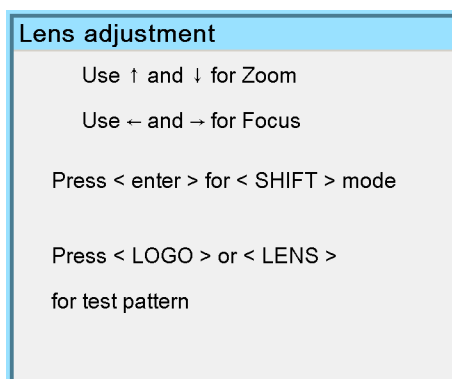 Lens adjustment
Use ↑ and ↓ for Zoom
Use ← and → for Focus
Press < enter > for < SHIFT > mode
Press < LOGO > or < LENS >
for test pattern